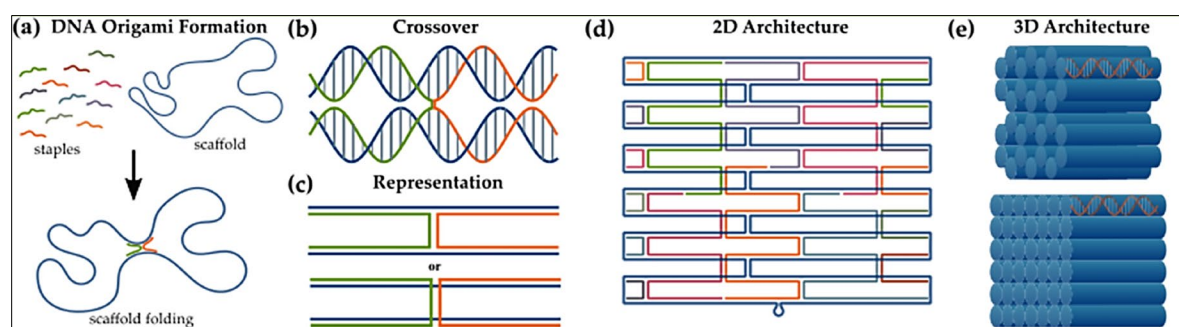 (a) DNA Origami Formation
staples
scaffold
scaffold folding
(b) Crossover
(c) Representation
or
(d) 2D Architecture
(e) 3D Architecture